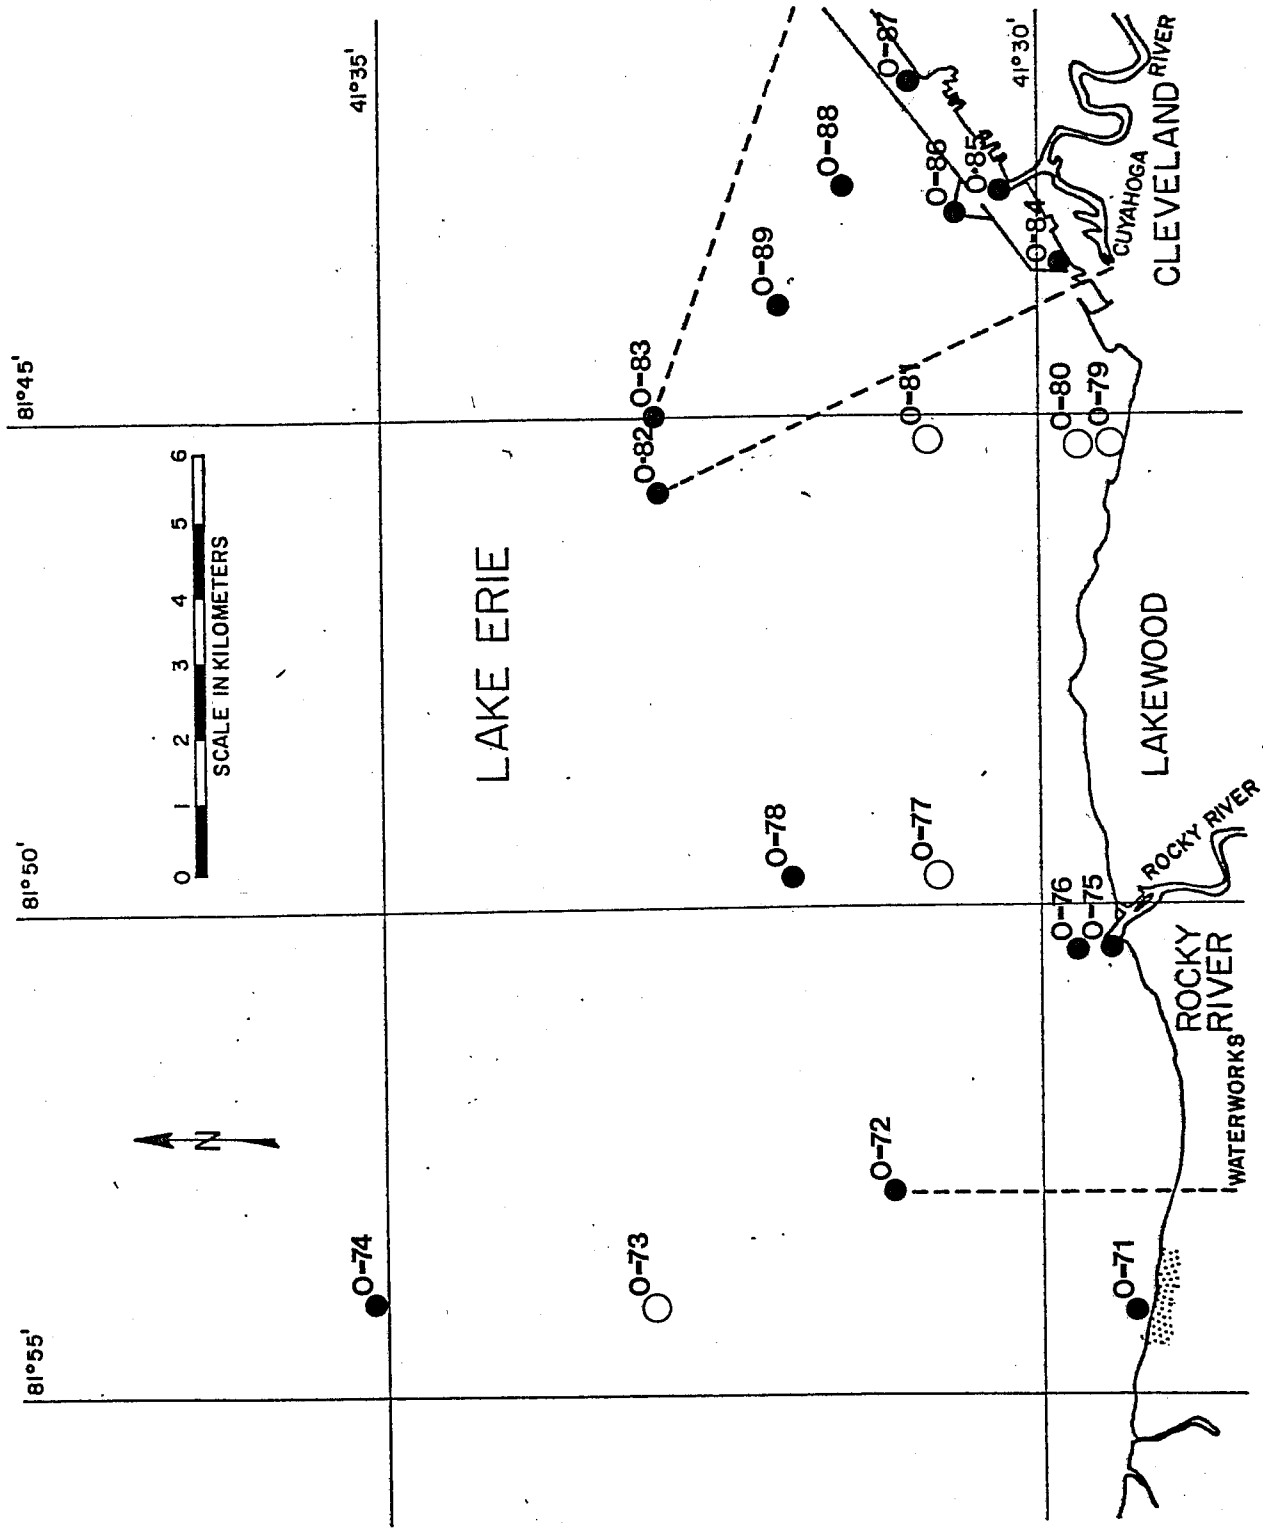 81°55'
81°50'
81°45'
N
0 1 2 3 4 5 6
SCALE IN KILOMETERS
41°35'
O-74
LAKE ERIE
O-73
O-82
O-83
O-78
O-89
O-88
O-72
O-77
O-81
O-86
O-87
O-85
41°30'
O-76
O-75
O-80
O-79
O-84
O-71
ROCKY RIVER
LAKEWOOD
CUYAHOGA RIVER
CLEVELAND
ROCKY
RIVER
WATERWORKS